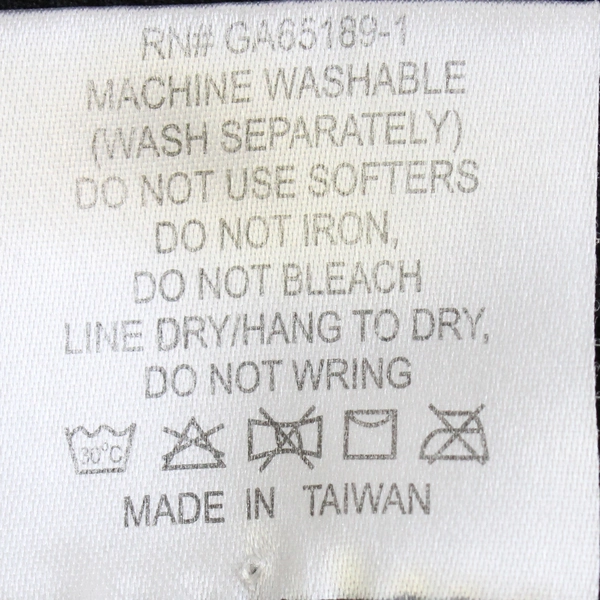 RN# GA65189-1
MACHINE WASHABLE
(WASH SEPARATELY)
DO NOT USE SOFTERS
DO NOT IRON,
DO NOT BLEACH
LINE DRY/HANG TO DRY,
DO NOT WRING
30°C
MADE IN TAIWAN